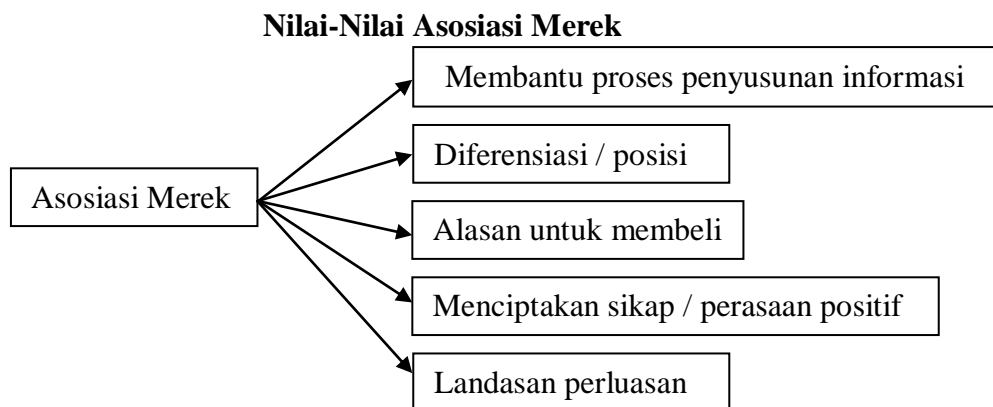 Nilai-Nilai Asosiasi Merek
Membantu proses penyusunan informasi
Diferensiasi / posisi
Asosiasi Merek
Alasan untuk membeli
Menciptakan sikap / perasaan positif
Landasan perluasan